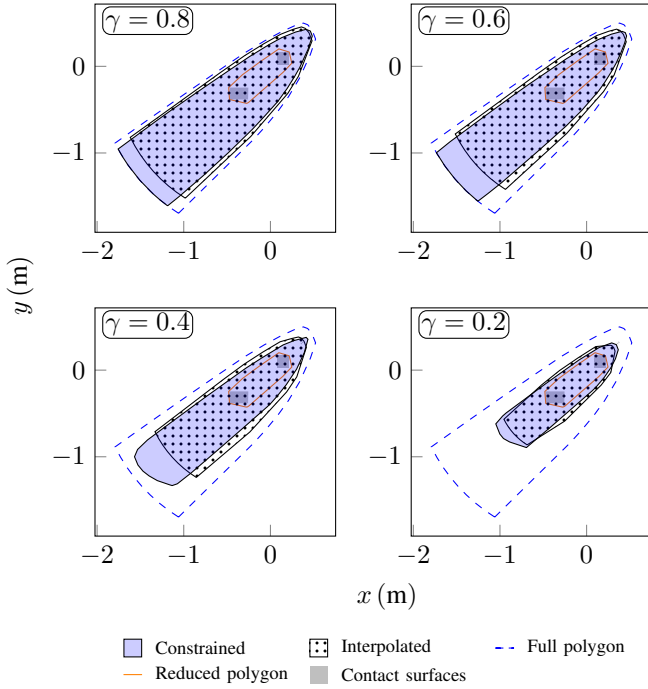 γ = 0.8
γ = 0.6
0
−1
−2
−1
0
0
−1
−2
−1
0
y (m)
γ = 0.4
γ = 0.2
0
−1
−2
−1
0
0
−1
−2
−1
0
x (m)
Constrained
Interpolated
Full polygon
Reduced polygon
Contact surfaces